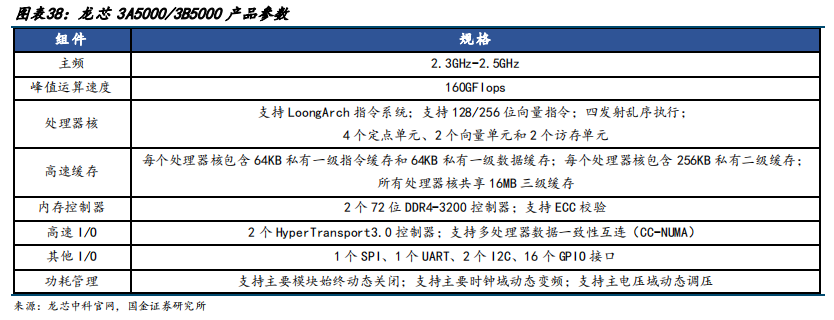 图表38：龙芯 3A5000/3B5000 产品参数
组件 规格
主频 2.3GHz-2.5GHz
峰值运算速度 160GFlops
处理器核 支持 LoongArch 指令系统；支持 128/256 位向量指令；四发射乱序执行；
4 个定点单元、2 个向量单元和 2 个访存单元
高速缓存 每个处理器核包含 64KB 私有一级指令缓存和 64KB 私有一级数据缓存；每个处理器核包含 256KB 私有二级缓存；
所有处理器核共享 16MB 三级缓存
内存控制器 2 个 72 位 DDR4-3200 控制器；支持 ECC 校验
高速 I/O 2 个 HyperTransport3.0 控制器；支持多处理器数据一致性互连（CC-NUMA）
其他 I/O 1 个 SPI、1 个 UART、2 个 I2C、16 个 GPIO 接口
功耗管理 支持主要模块始终动态关闭；支持主要时钟域动态变频；支持主电压域动态调压
来源：龙芯中科官网，国金证券研究所